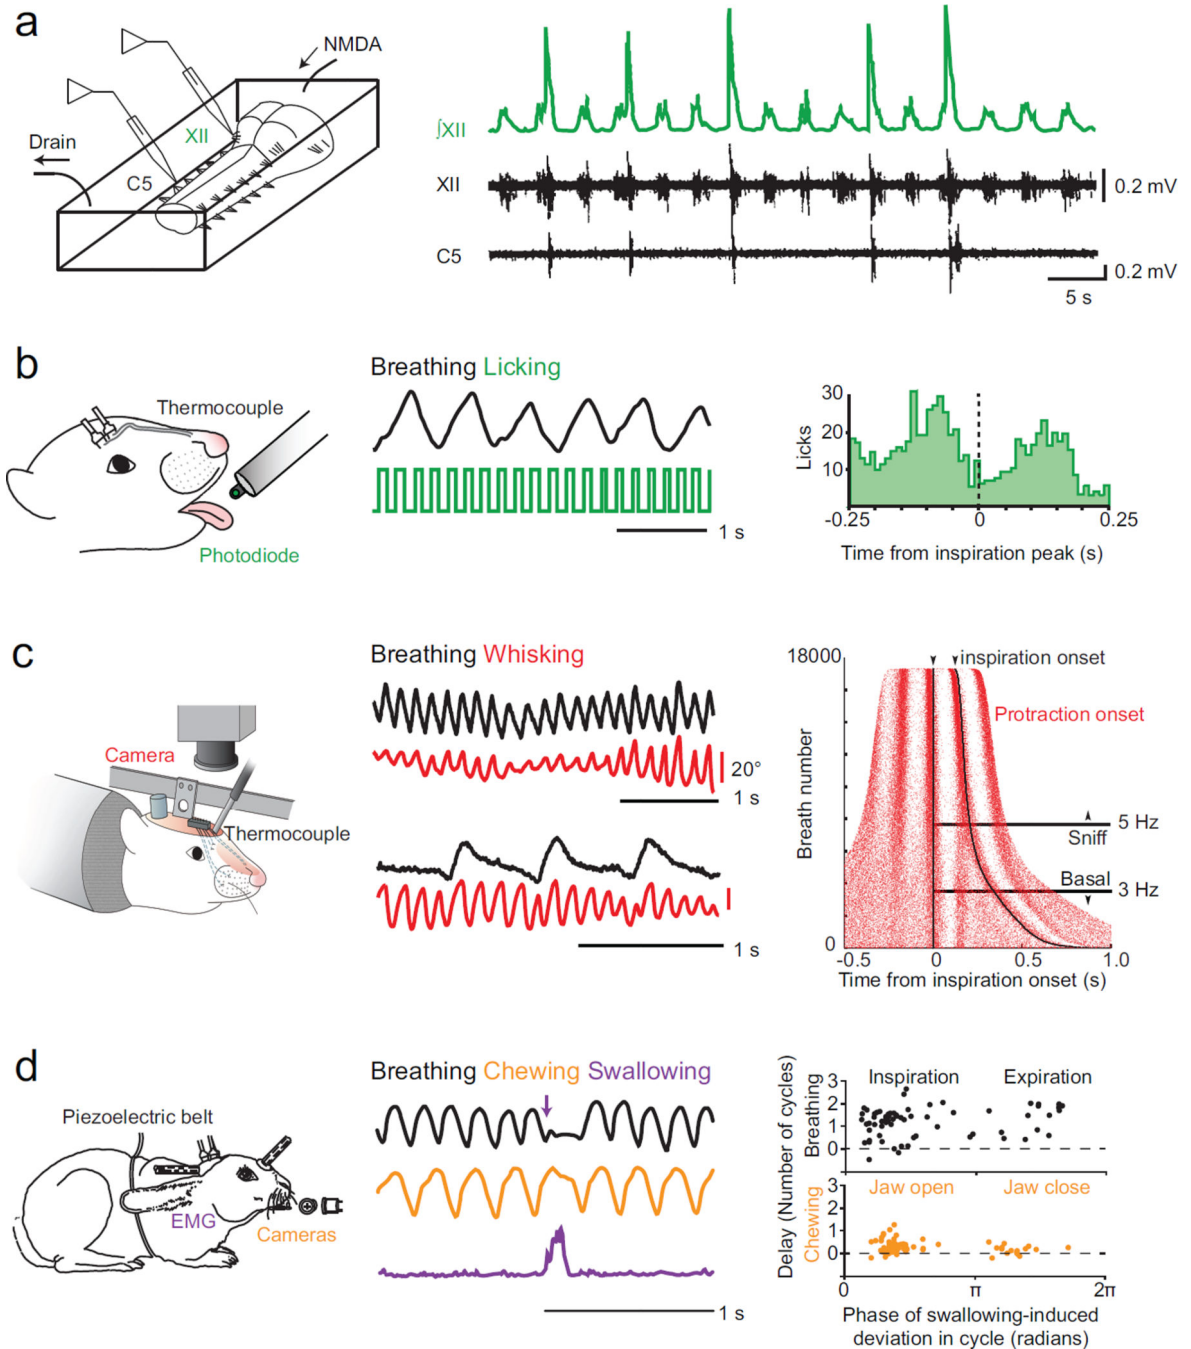 a
NMDA
XII
Drain
C5
∫XII
XII
0.2 mV
C5
0.2 mV
5 s
b
Breathing Licking
Thermocouple
Photodiode
1 s
30
20
10
Licks
-0.25
0
0.25
Time from inspiration peak (s)
c
Breathing Whisking
Camera
Thermocouple
20°
1 s
1 s
18000
inspiration onset
Protraction onset
Breath number
5 Hz
Sniff
Basal
3 Hz
0
-0.5
0
0.5
1.0
Time from inspiration onset (s)
d
Breathing Chewing Swallowing
Piezoelectric belt
EMG
Cameras
1 s
Delay (Number of cycles)
Breathing
3
2
1
0
Inspiration
Expiration
Chewing
3
2
1
0
Jaw open
Jaw close
0
π
2π
Phase of swallowing-induced
deviation in cycle (radians)